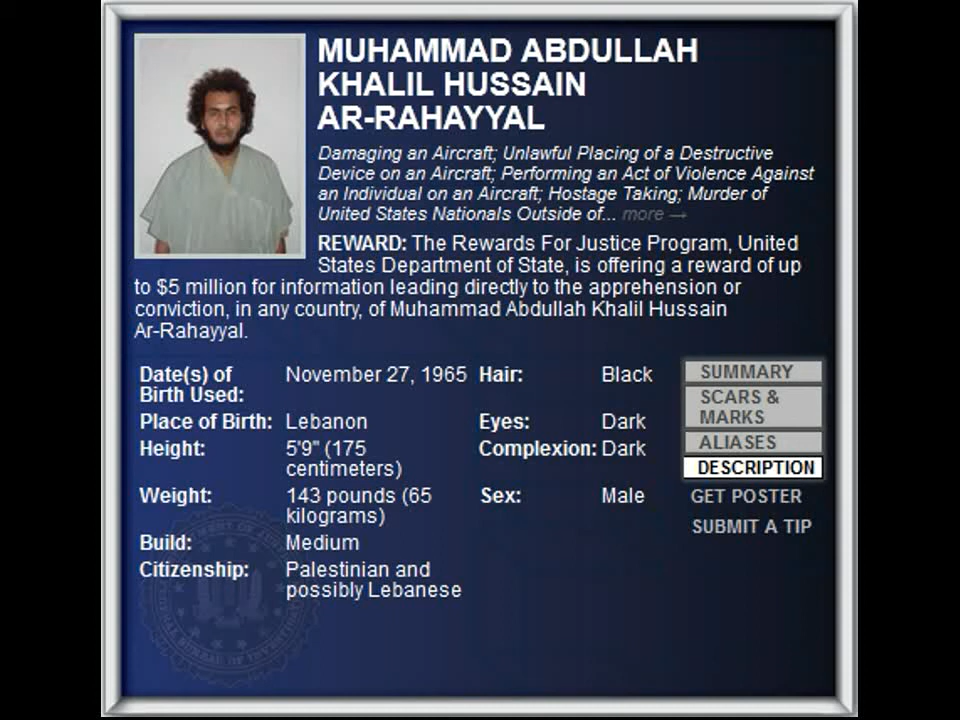 MUHAMMAD ABDULLAH
KHALIL HUSSAIN
AR-RAHAYYAL
Damaging an Aircraft; Unlawful Placing of a Destructive
Device on an Aircraft; Performing an Act of Violence Against
an Individual on an Aircraft; Hostage Taking; Murder of
United States Nationals Outside of... more →
REWARD: The Rewards For Justice Program, United
States Department of State, is offering a reward of up
to $5 million for information leading directly to the apprehension or
conviction, in any country, of Muhammad Abdullah Khalil Hussain
Ar-Rahayyal.
Date(s) of Birth Used: November 27, 1965 Hair: Black
Place of Birth: Lebanon Eyes: Dark
Height: 5'9" (175 centimeters) Complexion: Dark
Weight: 143 pounds (65 kilograms) Sex: Male
Build: Medium
Citizenship: Palestinian and possibly Lebanese
SUMMARY
SCARS &
MARKS
ALIASES
DESCRIPTION
GET POSTER
SUBMIT A TIP